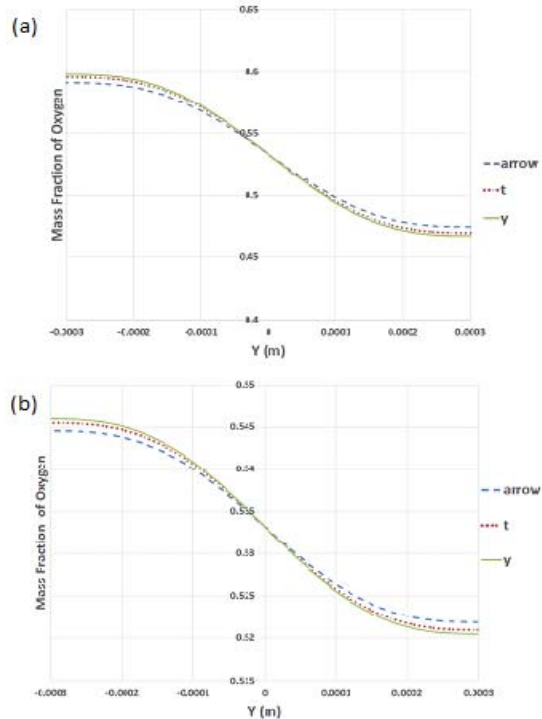 (a)
0.65
0.6
0.55
0.5
0.45
0.4
Mass Fraction of Oxygen
-0.0003 -0.0002 -0.0001 0 0.0001 0.0002 0.0003
Y (m)
arrow
t
y
(b)
0.55
0.545
0.54
0.535
0.53
0.525
0.52
0.515
Mass Fraction of Oxygen
-0.0003 -0.0002 -0.0001 0 0.0001 0.0002 0.0003
Y (m)
arrow
t
y